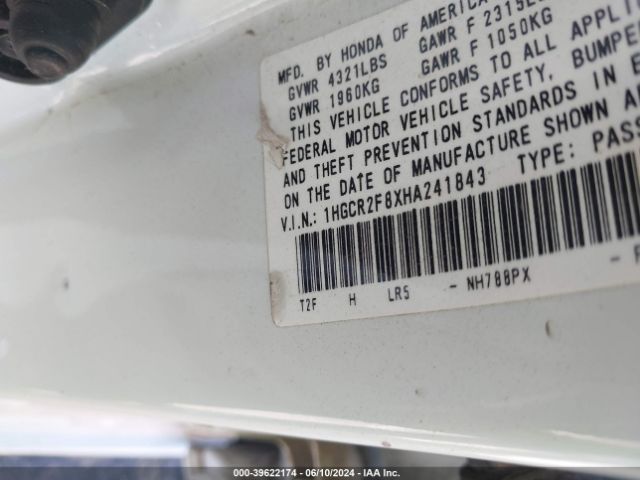 MFD. BY HONDA OF AMERICA
GVWR 4321LBS GAWR F 2315LBS
GVWR 1960KG GAWR F 1050KG
THIS VEHICLE CONFORMS TO ALL APPLI
FEDERAL MOTOR VEHICLE SAFETY, BUMPE
AND THEFT PREVENTION STANDARDS IN E
ON THE DATE OF MANUFACTURE SHOWN A
V.I.N.: 1HGCR2F8XHA241843 TYPE: PASS
T2F H LR5 - NH788PX -
000-39622174 - 06/10/2024 - IAA Inc.